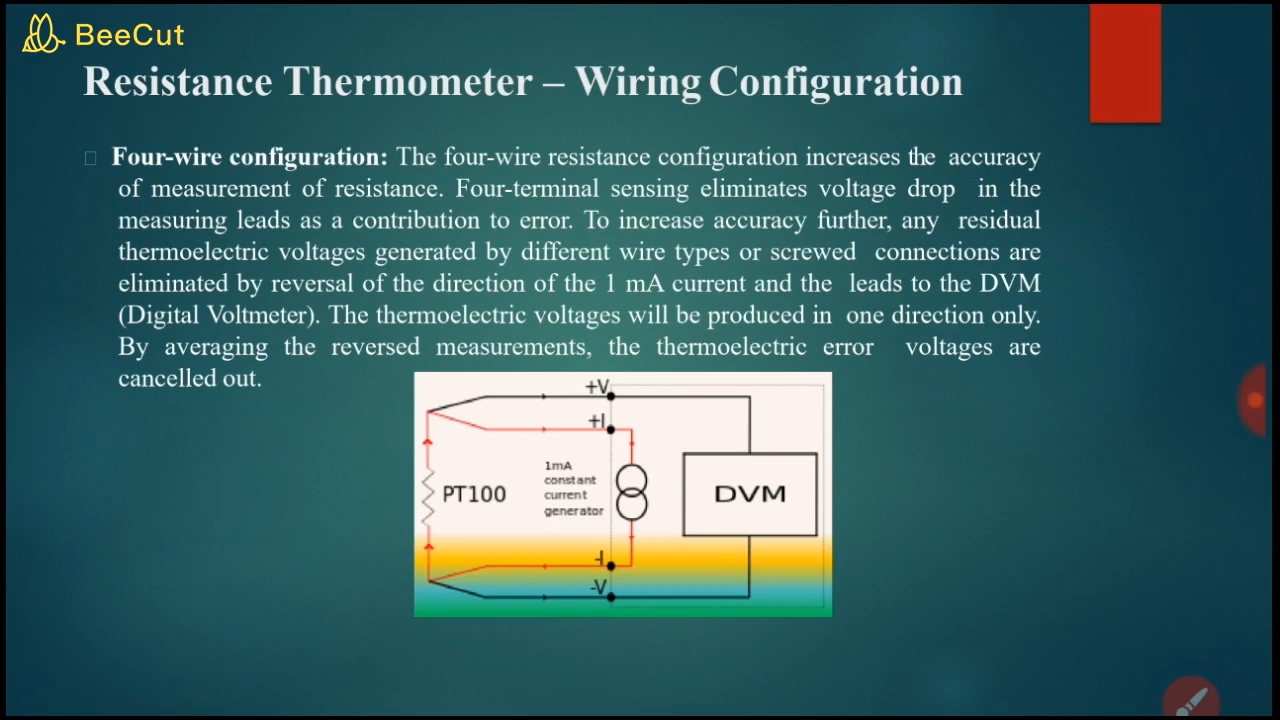 BeeCut
Resistance Thermometer – Wiring Configuration
Four-wire configuration: The four-wire resistance configuration increases the accuracy
of measurement of resistance. Four-terminal sensing eliminates voltage drop in the
measuring leads as a contribution to error. To increase accuracy further, any residual
thermoelectric voltages generated by different wire types or screwed connections are
eliminated by reversal of the direction of the 1 mA current and the leads to the DVM
(Digital Voltmeter). The thermoelectric voltages will be produced in one direction only.
By averaging the reversed measurements, the thermoelectric error voltages are
cancelled out.
+V
+I
1mA
constant
current
generator
PT100
DVM
-I
-V